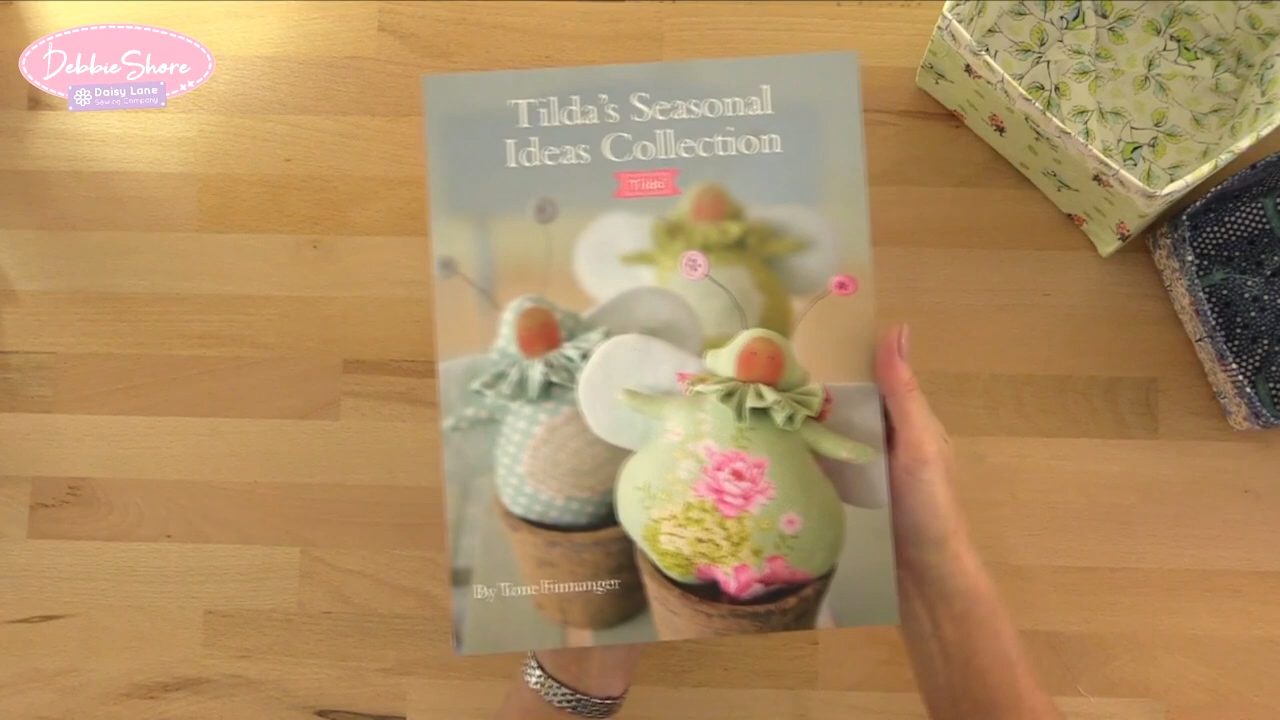 Debbie Shore
Daisy Lane
Sewing Company
Tilda's Seasonal
Ideas Collection
Tilda
By Tone Finnanger